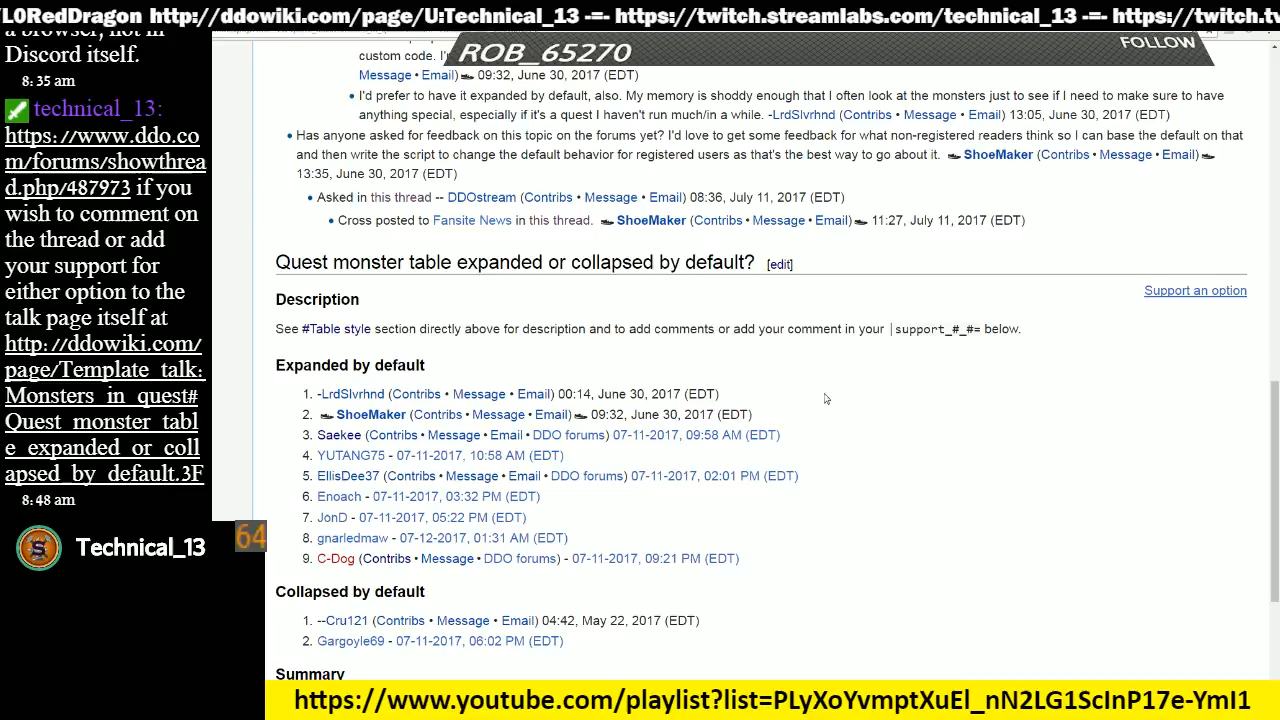 /L0RedDragon http://ddowiki.com/page/U:Technical_13 -=- https://twitch.streamlabs.com/technical_13 -=- https://twitch.tv
a browser, not in
Discord itself.
8:35 am
technical_13:
https://www.ddo.co
m/forums/showthrea
d.php/487973 if you
wish to comment on
the thread or add
your support for
either option to the
talk page itself at
http://ddowiki.com/
page/Template_talk:
Monsters_in_quest#
Quest_monster_tabl
e_expanded_or_coll
apsed_by_default.3F
8:48 am
Technical_13
64
ROB_65270
FOLLOW
custom code. I'
Message • Email) 09:32, June 30, 2017 (EDT)
• I'd prefer to have it expanded by default, also. My memory is shoddy enough that I often look at the monsters just to see if I need to make sure to have
anything special, especially if it's a quest I haven't run much/in a while. -LrdSlvrhnd (Contribs • Message • Email) 13:05, June 30, 2017 (EDT)
• Has anyone asked for feedback on this topic on the forums yet? I'd love to get some feedback for what non-registered readers think so I can base the default on that
and then write the script to change the default behavior for registered users as that's the best way to go about it. ShoeMaker (Contribs • Message • Email)
13:35, June 30, 2017 (EDT)
• Asked in this thread -- DDOstream (Contribs • Message • Email) 08:36, July 11, 2017 (EDT)
• Cross posted to Fansite News in this thread. ShoeMaker (Contribs • Message • Email) 11:27, July 11, 2017 (EDT)
Quest monster table expanded or collapsed by default? [edit]
Support an option
Description
See #Table style section directly above for description and to add comments or add your comment in your |support_#_#= below.
Expanded by default
1. -LrdSlvrhnd (Contribs • Message • Email) 00:14, June 30, 2017 (EDT)
2. ShoeMaker (Contribs • Message • Email) 09:32, June 30, 2017 (EDT)
3. Saekee (Contribs • Message • Email • DDO forums) 07-11-2017, 09:58 AM (EDT)
4. YUTANG75 - 07-11-2017, 10:58 AM (EDT)
5. EllisDee37 (Contribs • Message • Email • DDO forums) 07-11-2017, 02:01 PM (EDT)
6. Enoach - 07-11-2017, 03:32 PM (EDT)
7. JonD - 07-11-2017, 05:22 PM (EDT)
8. gnarledmaw - 07-12-2017, 01:31 AM (EDT)
9. C-Dog (Contribs • Message • DDO forums) - 07-11-2017, 09:21 PM (EDT)
Collapsed by default
1. --Cru121 (Contribs • Message • Email) 04:42, May 22, 2017 (EDT)
2. Gargoyle69 - 07-11-2017, 06:02 PM (EDT)
Summary
https://www.youtube.com/playlist?list=PLyXoYvmptXuEl_nN2LG1ScInP17e-YmI1